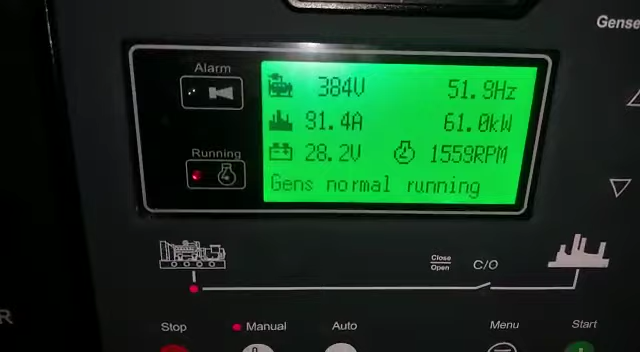 Gense
Alarm
384V 51.9Hz
91.4A 61.0kW
Running
28.2V 1559RPM
Gens normal running
Close
Open
C/O
R
Stop Manual Auto Menu Start